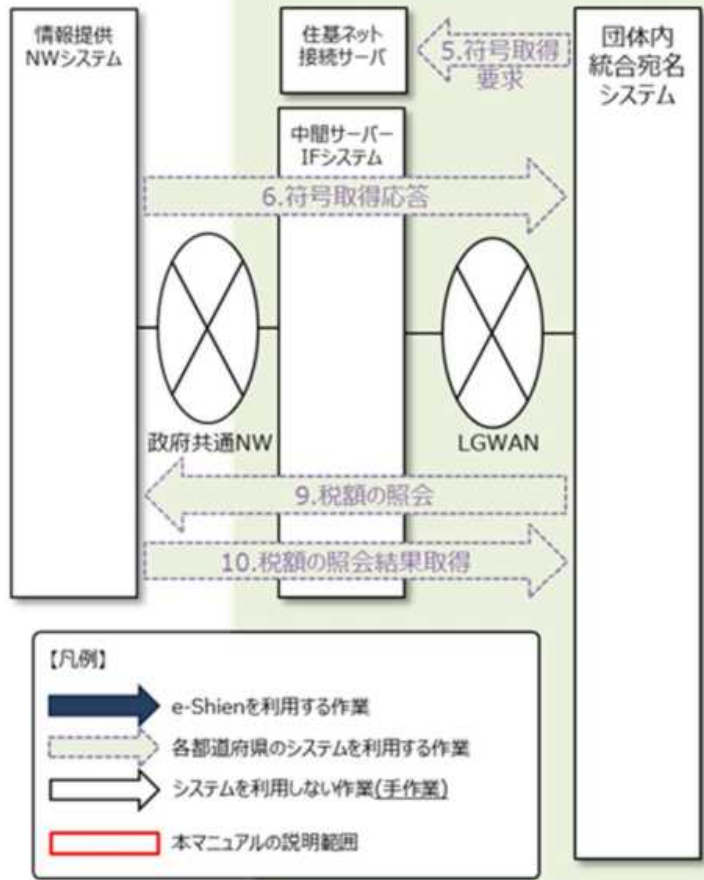 情報提供
NWシステム
住基ネット
接続サーバ
団体内
統合宛名
システム
5.符号取得
要求
中間サーバー
IFシステム
6.符号取得応答
政府共通NW
LGWAN
9.税額の照会
10.税額の照会結果取得
【凡例】
e-Shienを利用する作業
各都道府県のシステムを利用する作業
システムを利用しない作業(手作業)
本マニュアルの説明範囲